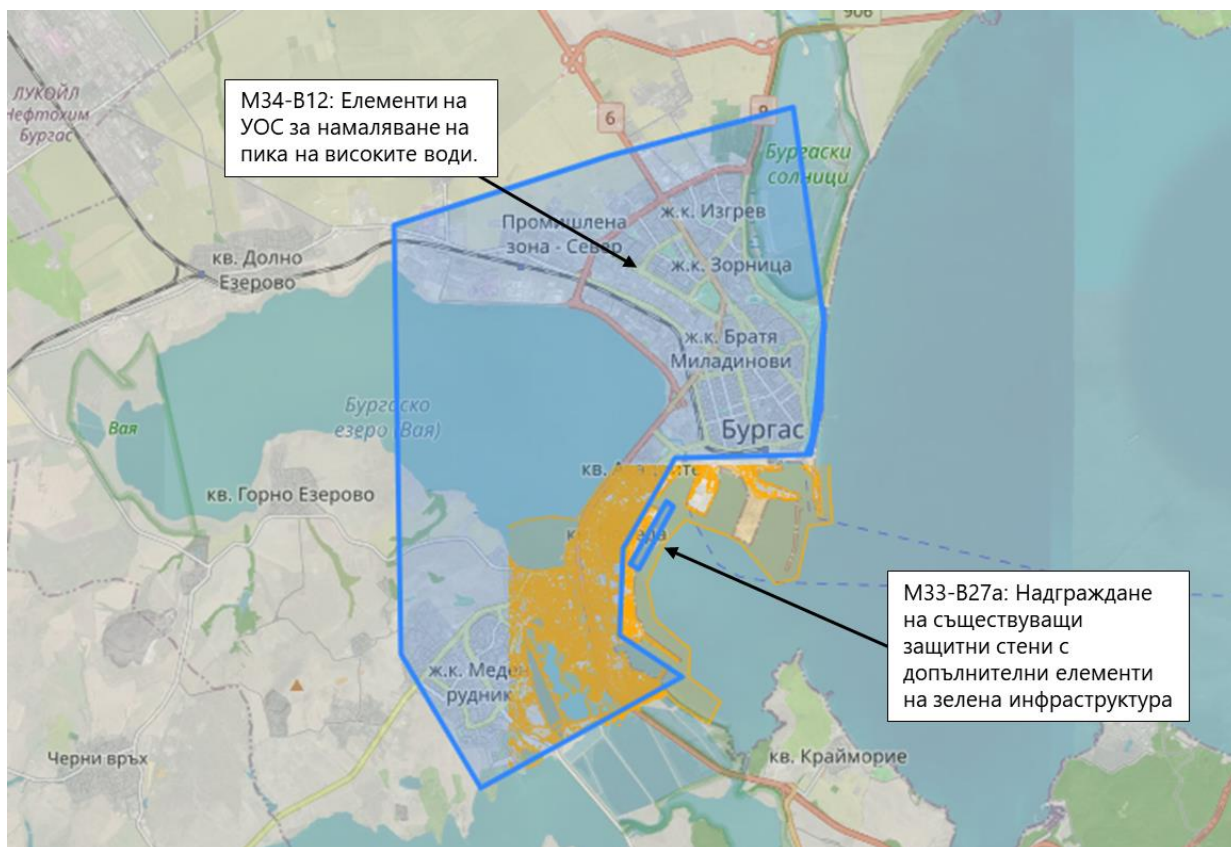 906
ЛУКОЙЛ
Нефтохим
Бургас
М34-В12: Елементи на
УОС за намаляване на
пика на високите води.
6
9
Бургаски
солници
ж.к. Изгрев
Промишлена
зона - Север
ж.к. Зорница
кв. Долно
Езерово
ж.к. Братя
Миладинови
Бургаско
езеро (Вая)
Вая
Бургас
кв. Горно Езерово
кв.
М33-В27а: Надграждане
на съществуващи
защитни стени с
допълнителни елементи
на зелена инфраструктура
ж.к. Меден
рудник
Черни връх
кв. Крайморие